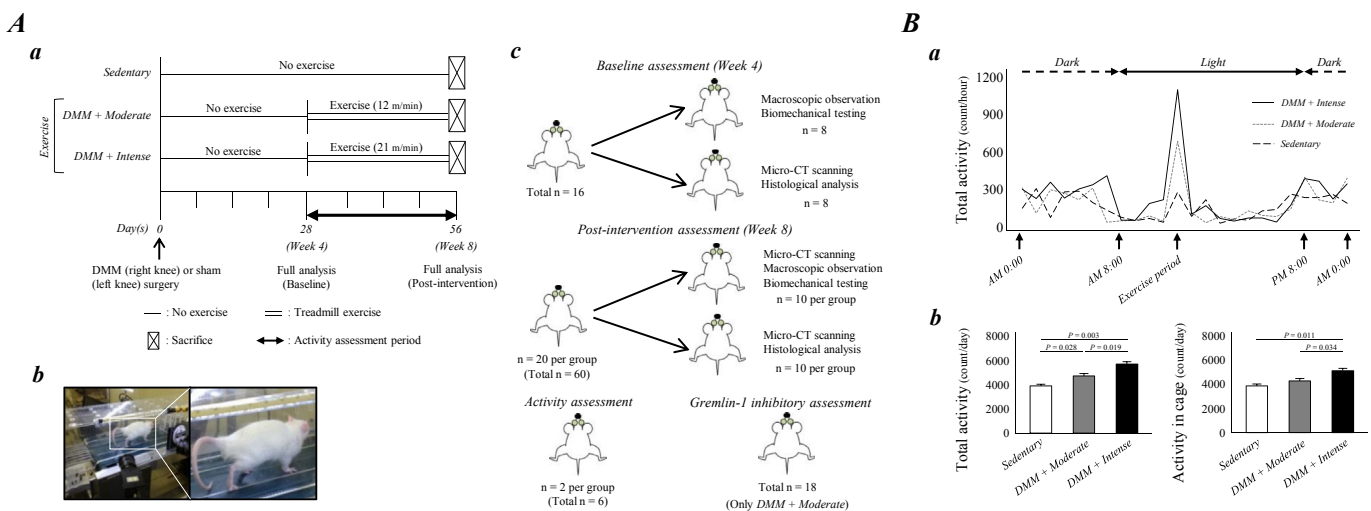 A
a
Sedentary
No exercise
Exercise
DMM + Moderate
No exercise
Exercise (12 m/min)
DMM + Intense
No exercise
Exercise (21 m/min)
Day(s)
0
28
56
(Week 4)
(Week 8)
DMM (right knee) or sham
(left knee) surgery
Full analysis
(Baseline)
Full analysis
(Post-intervention)
: No exercise
: Treadmill exercise
: Sacrifice
: Activity assessment period
b
c
Baseline assessment (Week 4)
Total n = 16
Macroscopic observation
Biomechanical testing
n = 8
Micro-CT scanning
Histological analysis
n = 8
Post-intervention assessment (Week 8)
n = 20 per group
(Total n = 60)
Micro-CT scanning
Macroscopic observation
Biomechanical testing
n = 10 per group
Micro-CT scanning
Histological analysis
n = 10 per group
Activity assessment
n = 2 per group
(Total n = 6)
Gremlin-1 inhibitory assessment
Total n = 18
(Only DMM + Moderate)
B
a
Dark
Light
Dark
Total activity (count/hour)
1200
900
600
300
0
DMM + Intense
DMM + Moderate
Sedentary
AM 0:00
AM 8:00
Exercise period
PM 8:00
AM 0:00
b
Total activity (count/day)
8000
6000
4000
2000
0
P = 0.003
P = 0.028
P = 0.019
Sedentary
DMM + Moderate
DMM + Intense
Activity in cage (count/day)
8000
6000
4000
2000
0
P = 0.011
P = 0.034
Sedentary
DMM + Moderate
DMM + Intense